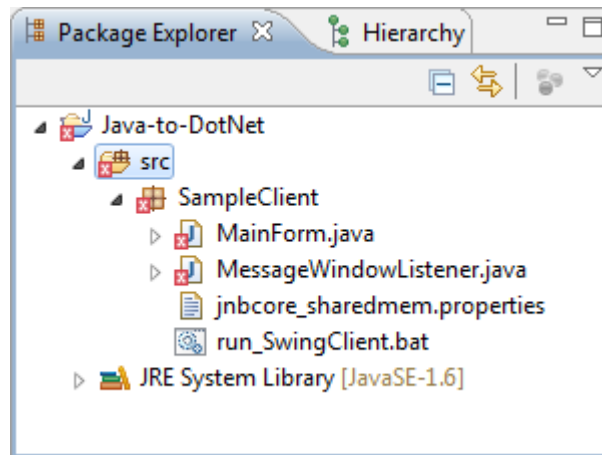 Package Explorer Hierarchy
Java-to-DotNet
src
SampleClient
MainForm.java
MessageWindowListener.java
jnbcore_sharedmem.properties
run_SwingClient.bat
JRE System Library [JavaSE-1.6]